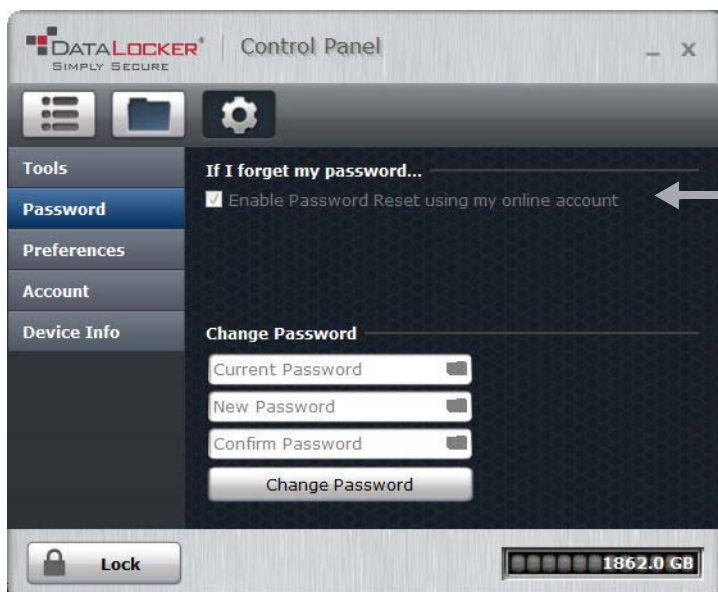 DATALOCKER® Control Panel
SIMPLY SECURE
Tools
Password
Preferences
Account
Device Info
If I forget my password...
Enable Password Reset using my online account
Change Password
Current Password
New Password
Confirm Password
Change Password
Lock
1862.0 GB